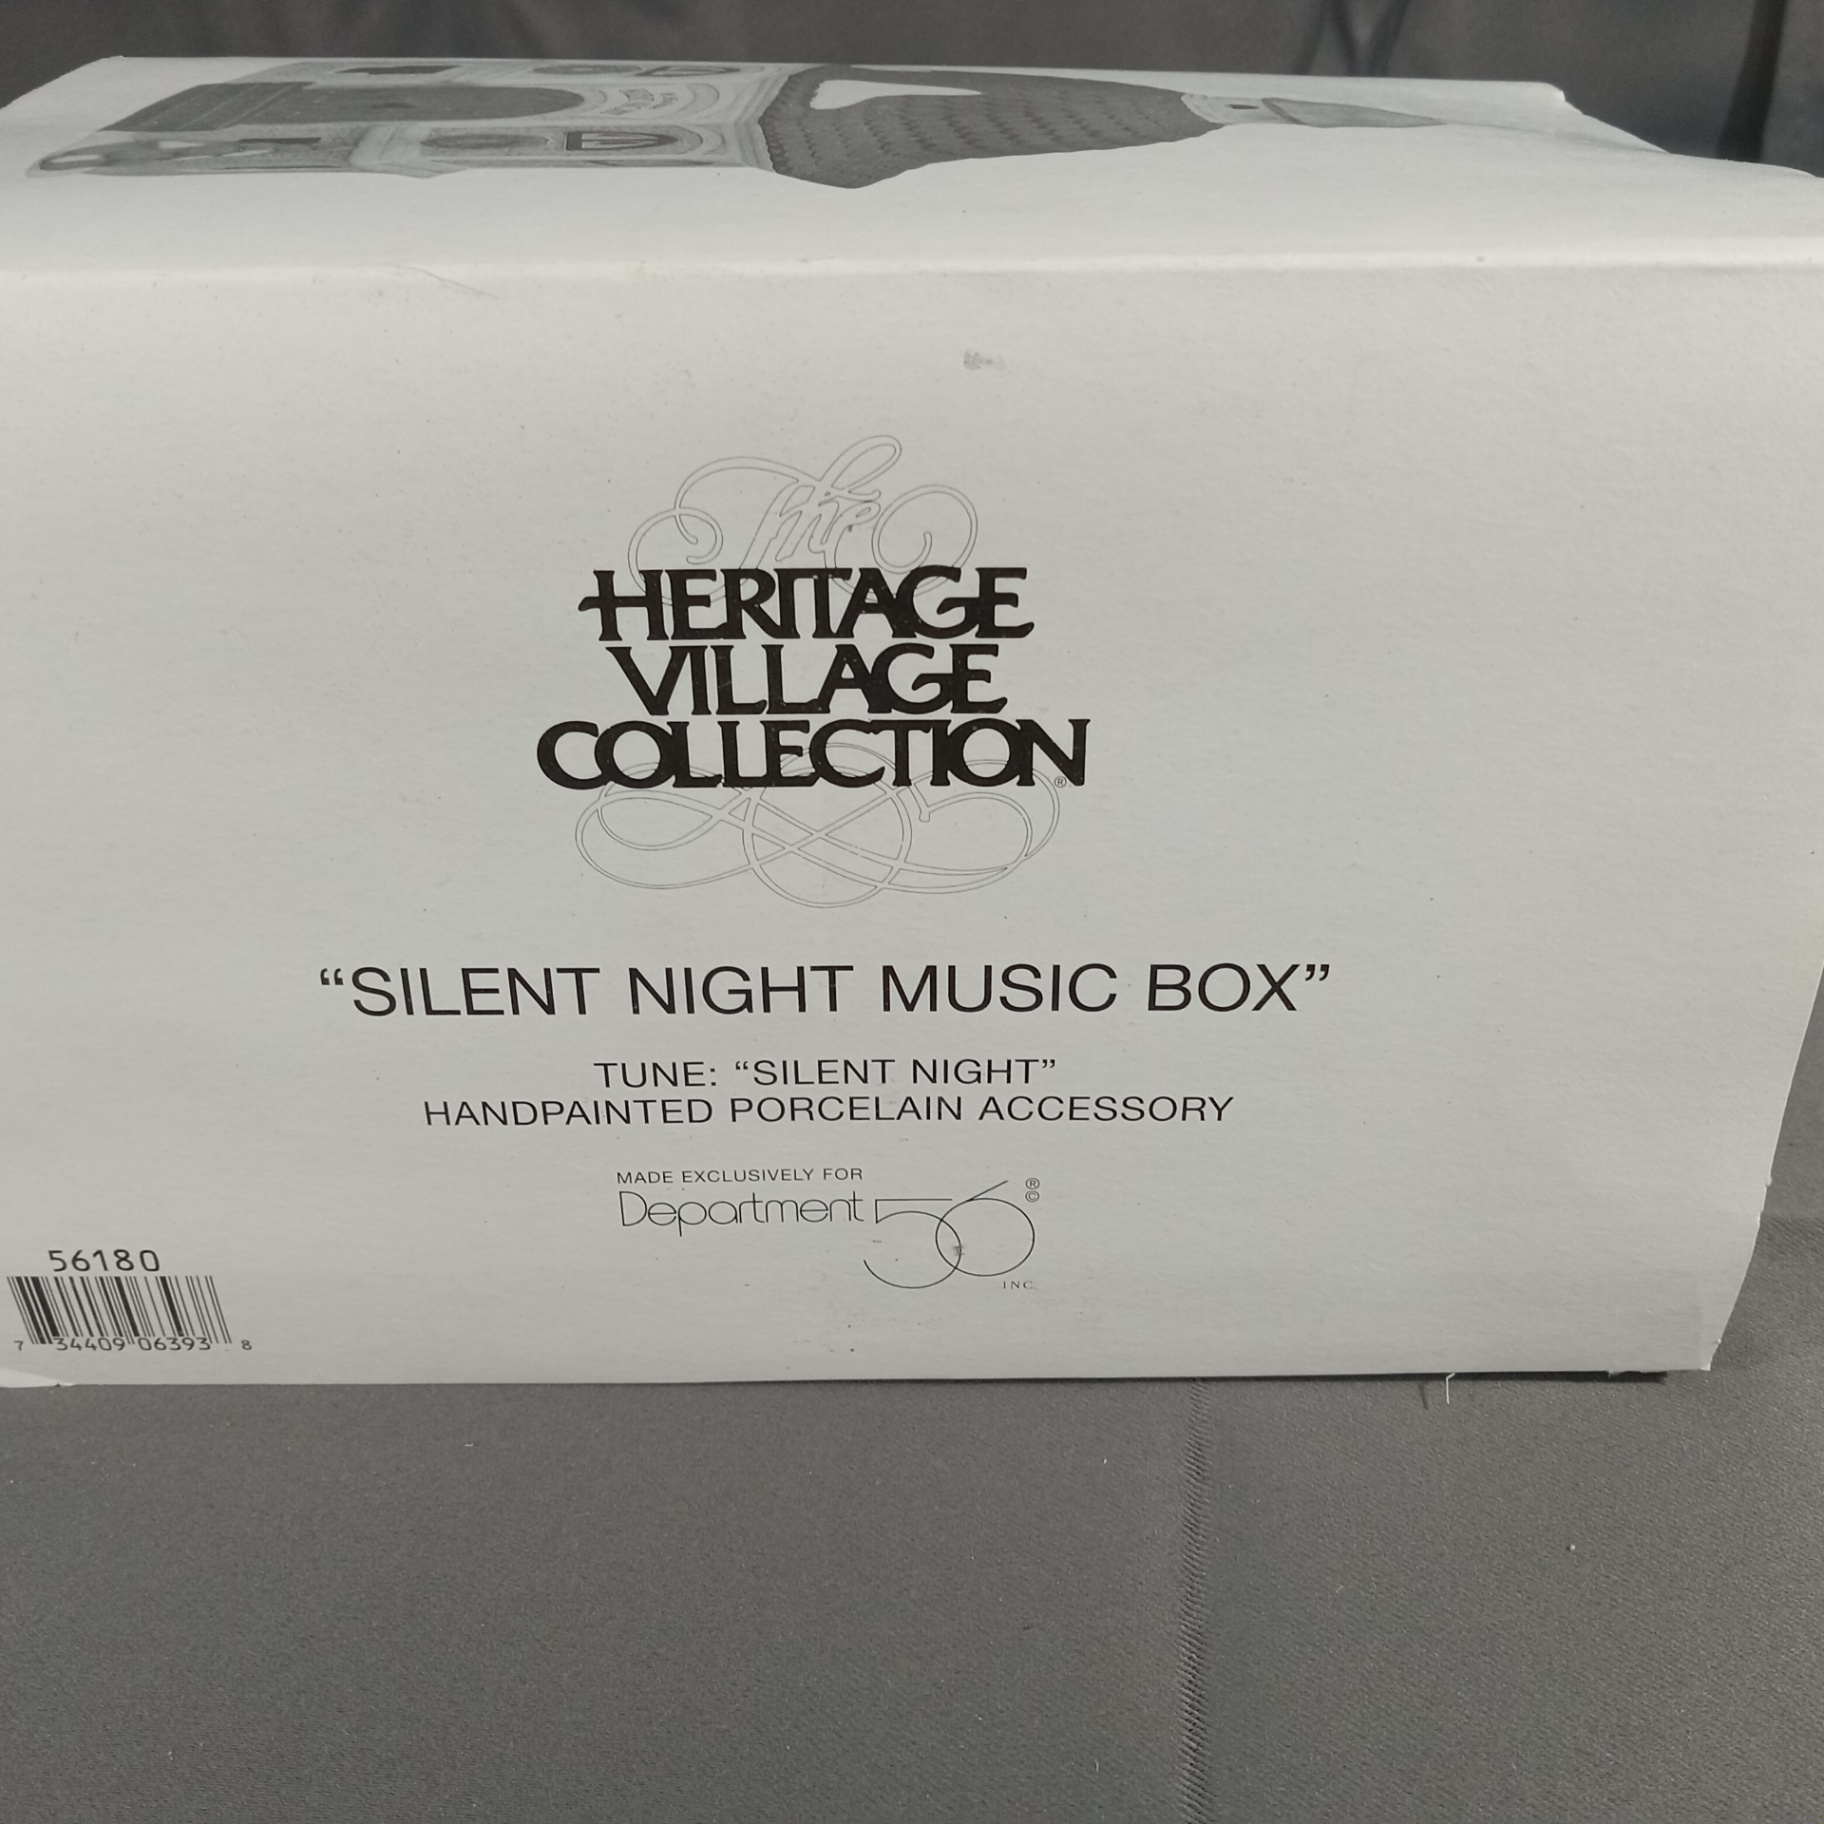 The
HERITAGE
VILLAGE
COLLECTION®
“SILENT NIGHT MUSIC BOX”
TUNE: “SILENT NIGHT”
HANDPAINTED PORCELAIN ACCESSORY
MADE EXCLUSIVELY FOR
Department 56 ® ©
INC.
56180
7 34409 06393 8